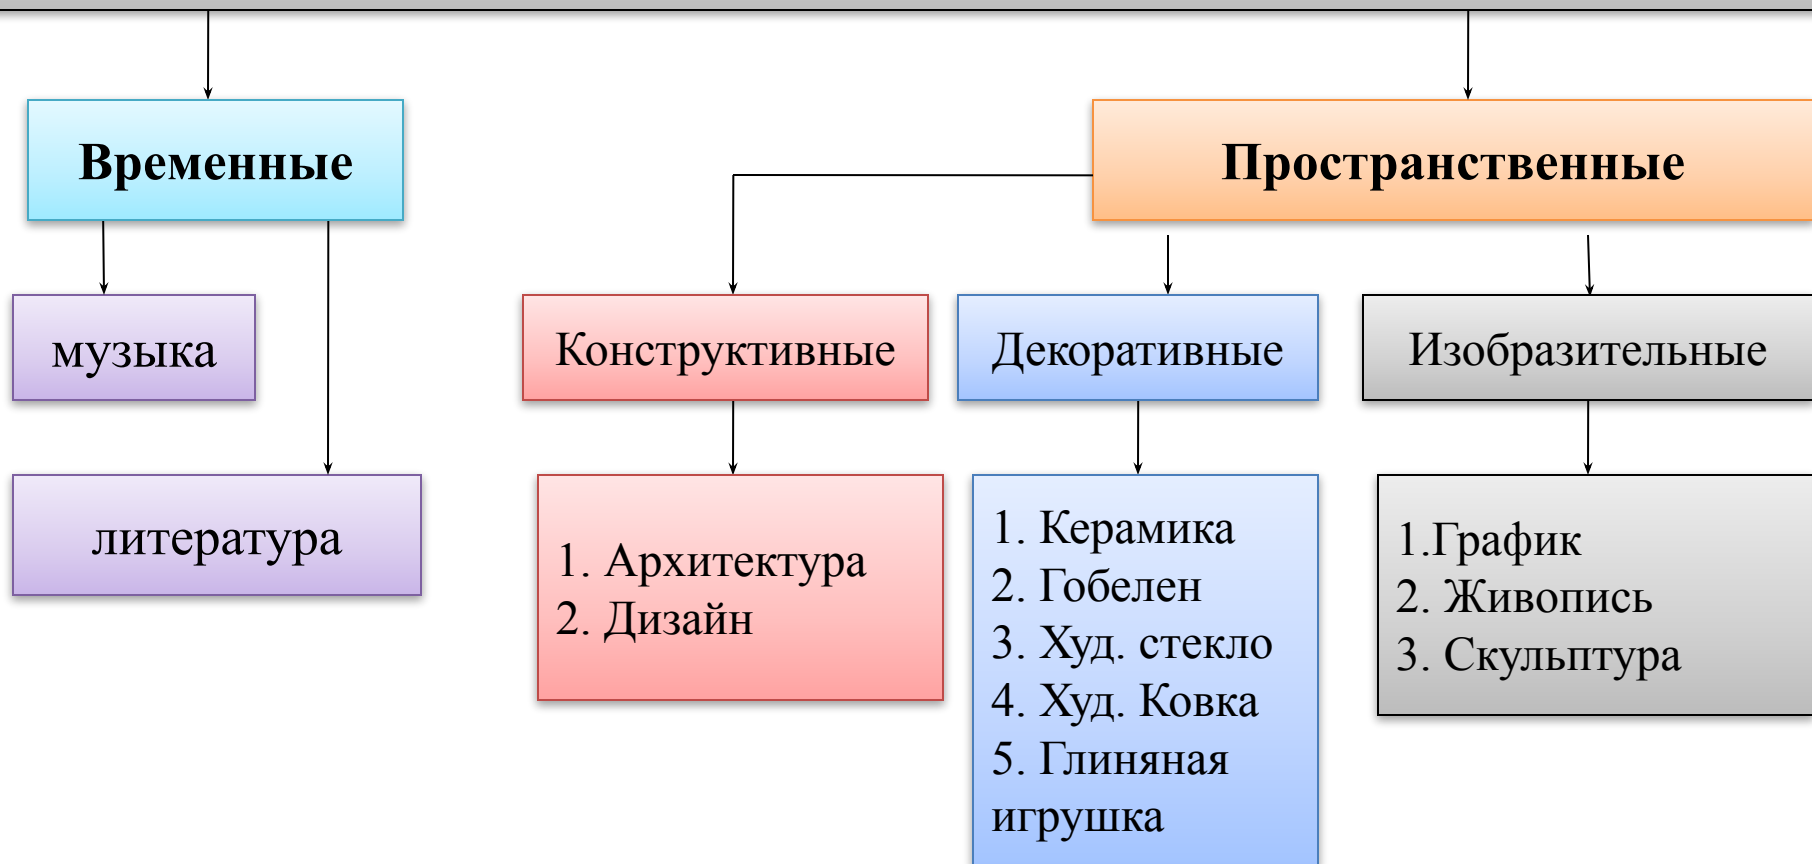 Временные
Пространственные
музыка
Конструктивные
Декоративные
Изобразительные
литература
1. Архитектура
2. Дизайн
1. Керамика
2. Гобелен
3. Худ. стекло
4. Худ. Ковка
5. Глиняная
игрушка
1.График
2. Живопись
3. Скульптура